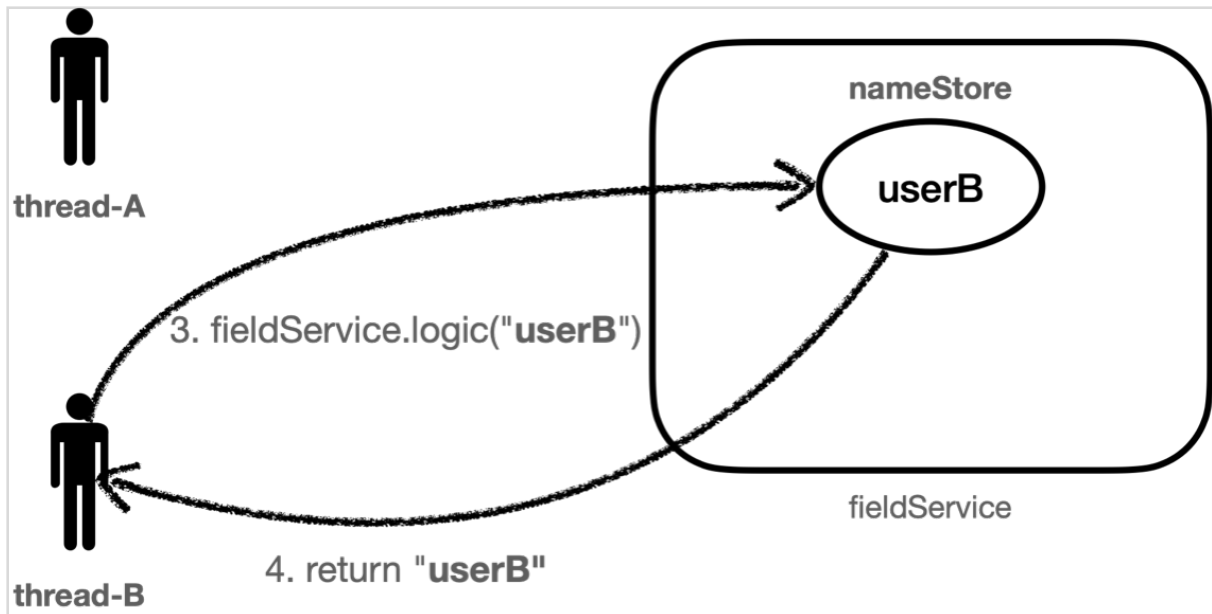 nameStore
userB
thread-A
3. fieldService.logic("userB")
fieldService
4. return "userB"
thread-B